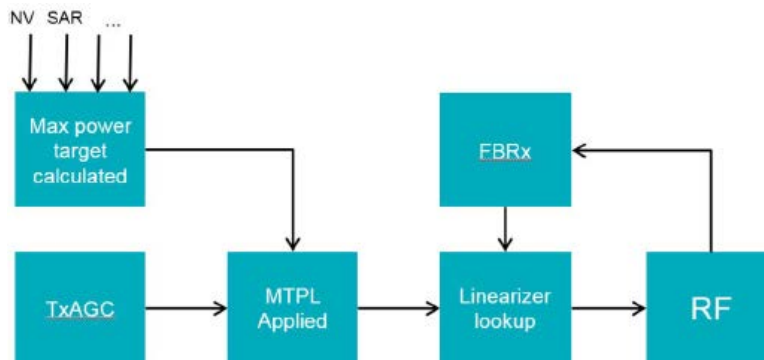 NV SAR ...
Max power
target
calculated
FBRx
TxAGC
MTPL
Applied
Linearizer
lookup
RF